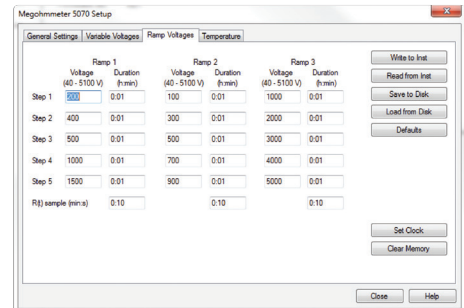 Megohmmeter 5070 Setup
General Settings Variable Voltages Ramp Voltages Temperature
Ramp 1 Ramp 2 Ramp 3
Voltage Duration Voltage Duration Voltage Duration
(40 - 5100 V) (h:min) (40 - 5100 V) (h:min) (40 - 5100 V) (h:min)
Step 1 200 0:01 100 0:01 1000 0:01
Step 2 400 0:01 300 0:01 2000 0:01
Step 3 500 0:01 500 0:01 3000 0:01
Step 4 1000 0:01 700 0:01 4000 0:01
Step 5 1500 0:01 900 0:01 5000 0:01
R(t) sample (min:s) 0:10 0:10 0:10
Write to Inst
Read from Inst
Save to Disk
Load from Disk
Defaults
Set Clock
Clear Memory
Close Help